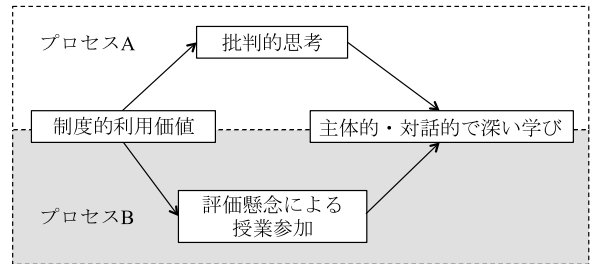 プロセスA
批判的思考
制度的利用価値
主体的・対話的で深い学び
プロセスB
評価懸念による
授業参加